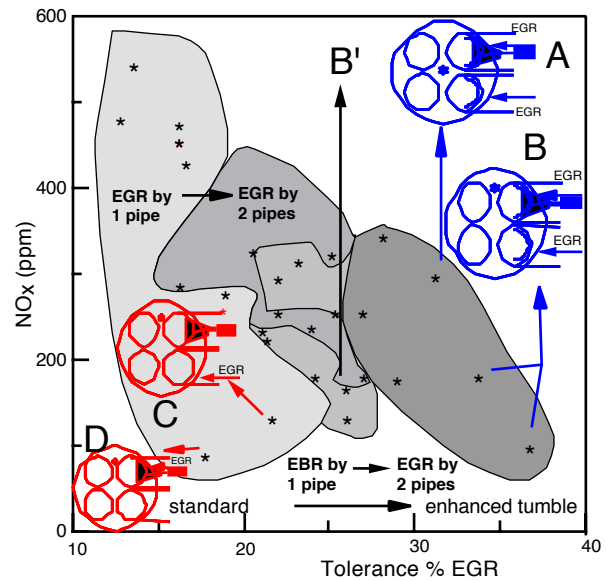 600
EGR
A
B'
EGR
B
EGR by
1 pipe
EGR by
2 pipes
400
EGR
NOx (ppm)
EGR
200
C
D
EGR
EBR by
1 pipe
EGR by
2 pipes
standard
enhanced tumble
0
10
20
30
40
Tolerance % EGR